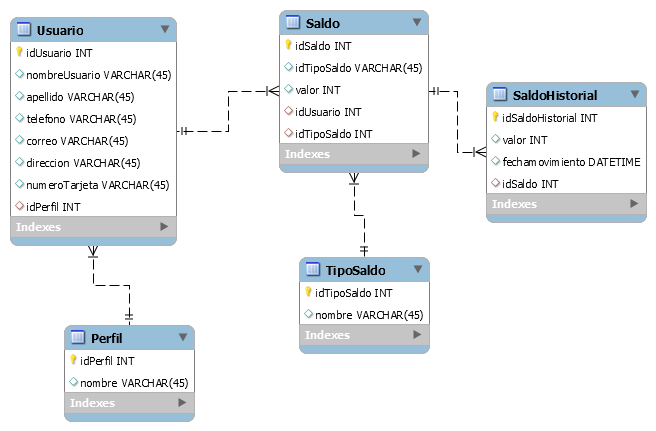 Usuario
idUsuario INT
nombreUsuario VARCHAR(45)
apellido VARCHAR(45)
telefono VARCHAR(45)
correo VARCHAR(45)
direccion VARCHAR(45)
numeroTarjeta VARCHAR(45)
idPerfil INT
Indexes
Saldo
idSaldo INT
idTipoSaldo VARCHAR(45)
valor INT
idUsuario INT
idTipoSaldo INT
Indexes
SaldoHistorial
idSaldoHistorial INT
valor INT
fechamovimiento DATETIME
idSaldo INT
Indexes
TipoSaldo
idTipoSaldo INT
nombre VARCHAR(45)
Indexes
Perfil
idPerfil INT
nombre VARCHAR(45)
Indexes